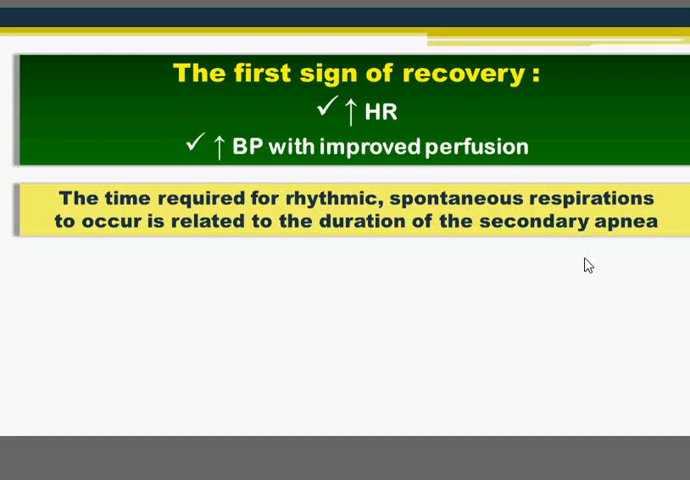 The first sign of recovery :
✓ ↑ HR
✓ ↑ BP with improved perfusion
The time required for rhythmic, spontaneous respirations
to occur is related to the duration of the secondary apnea